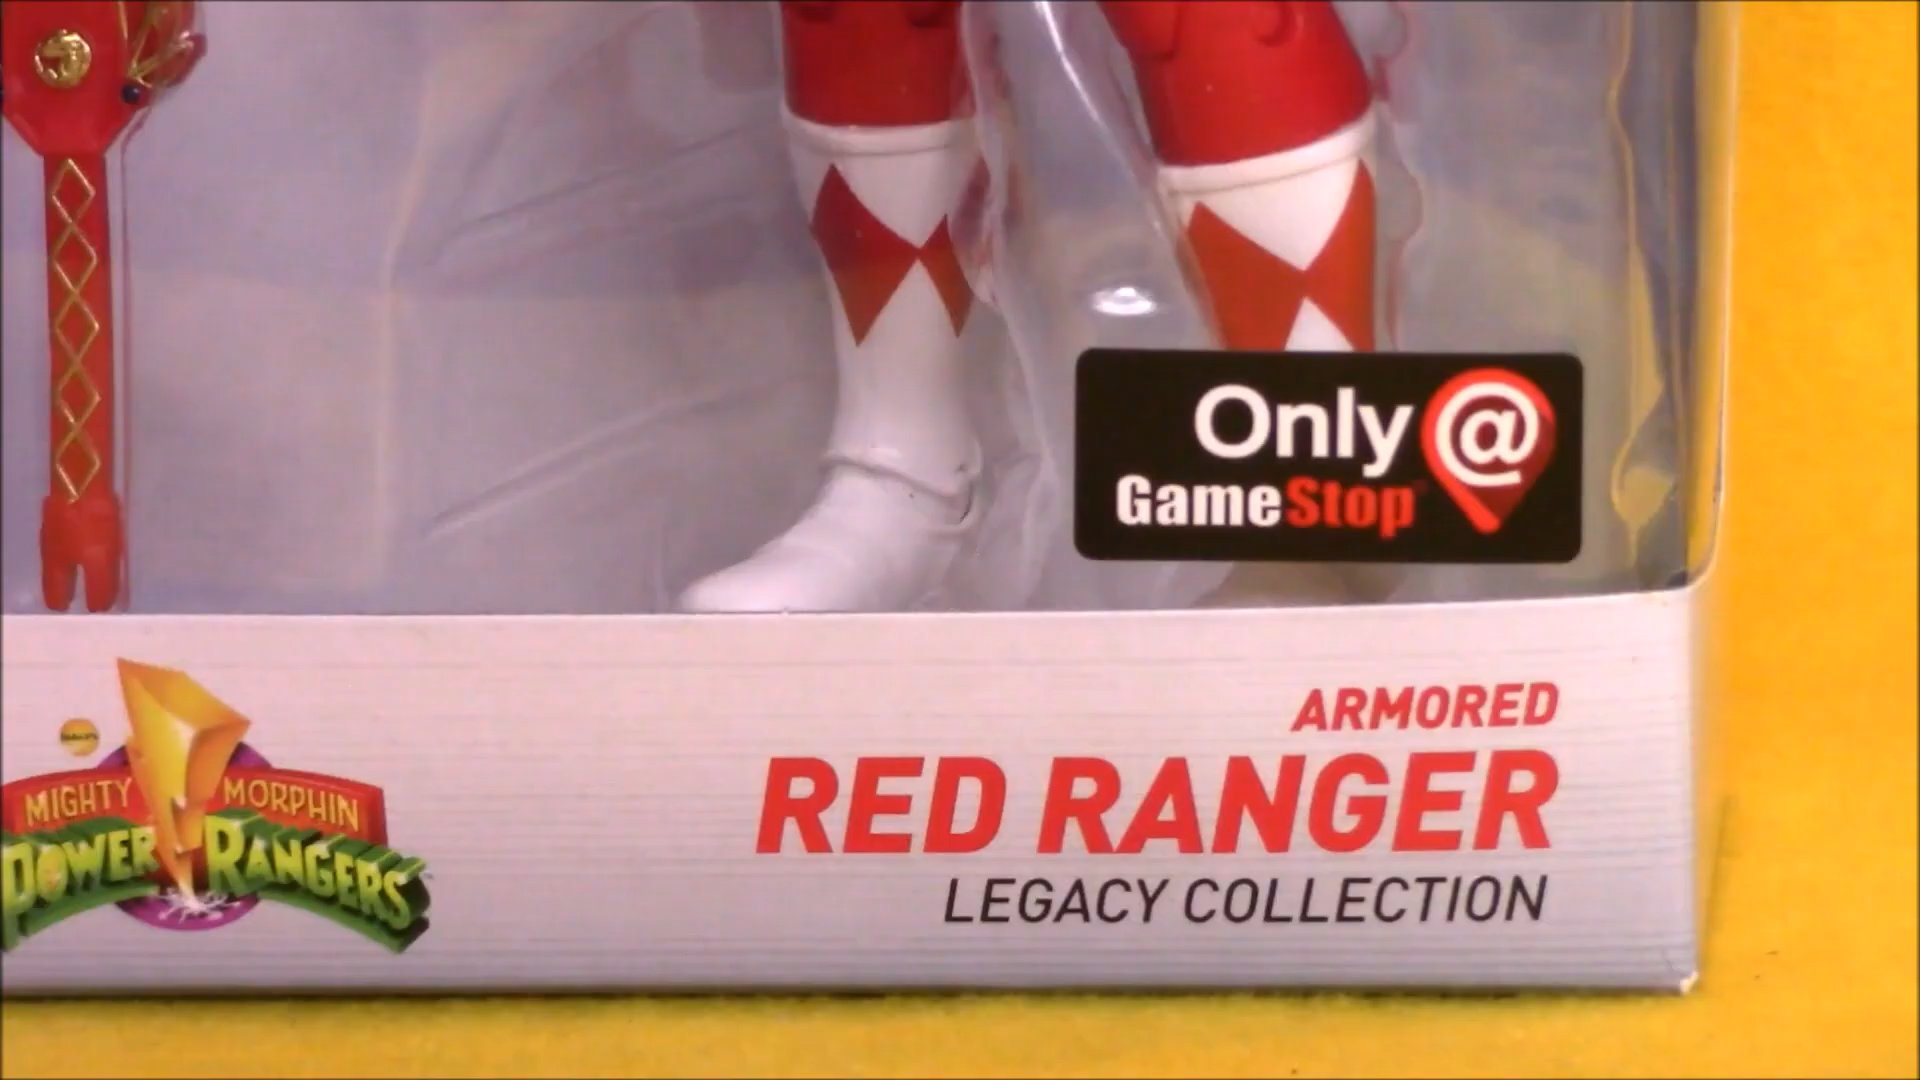 Only @
GameStop
ARMORED
RED RANGER
LEGACY COLLECTION
MIGHTY MORPHIN
POWER RANGERS